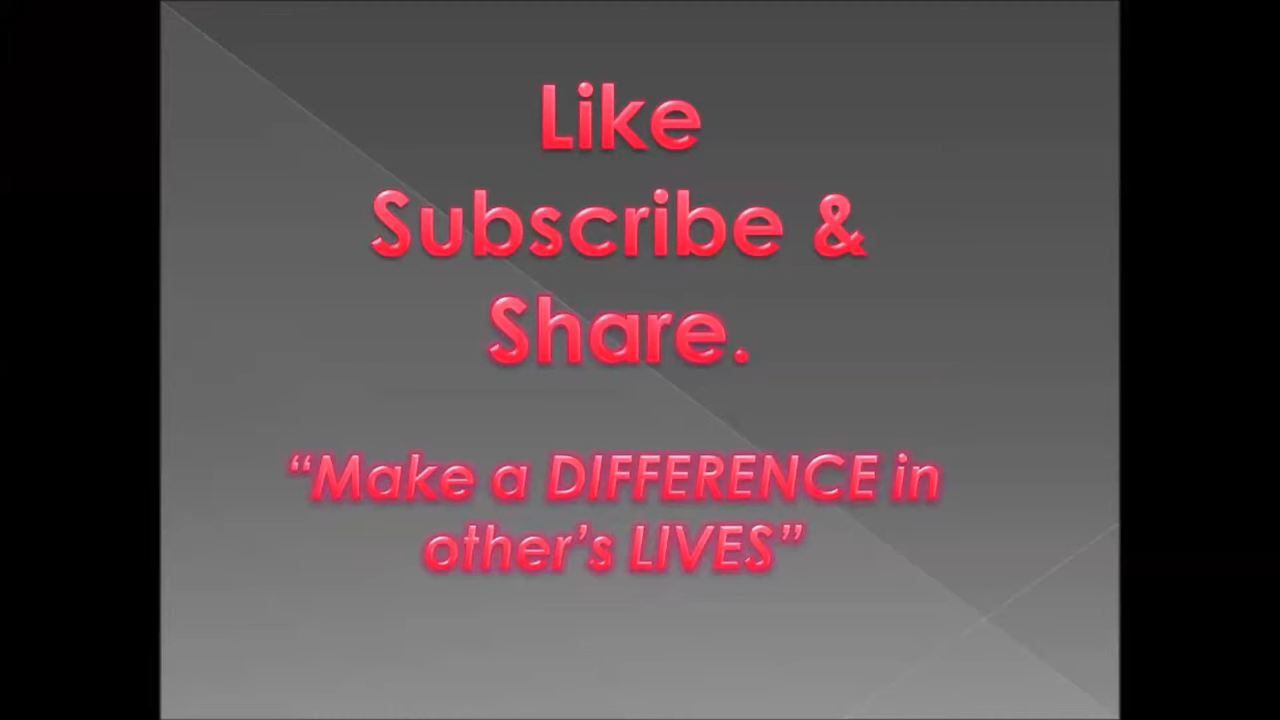 Like
Subscribe &
Share.
“Make a DIFFERENCE in
other’s LIVES”